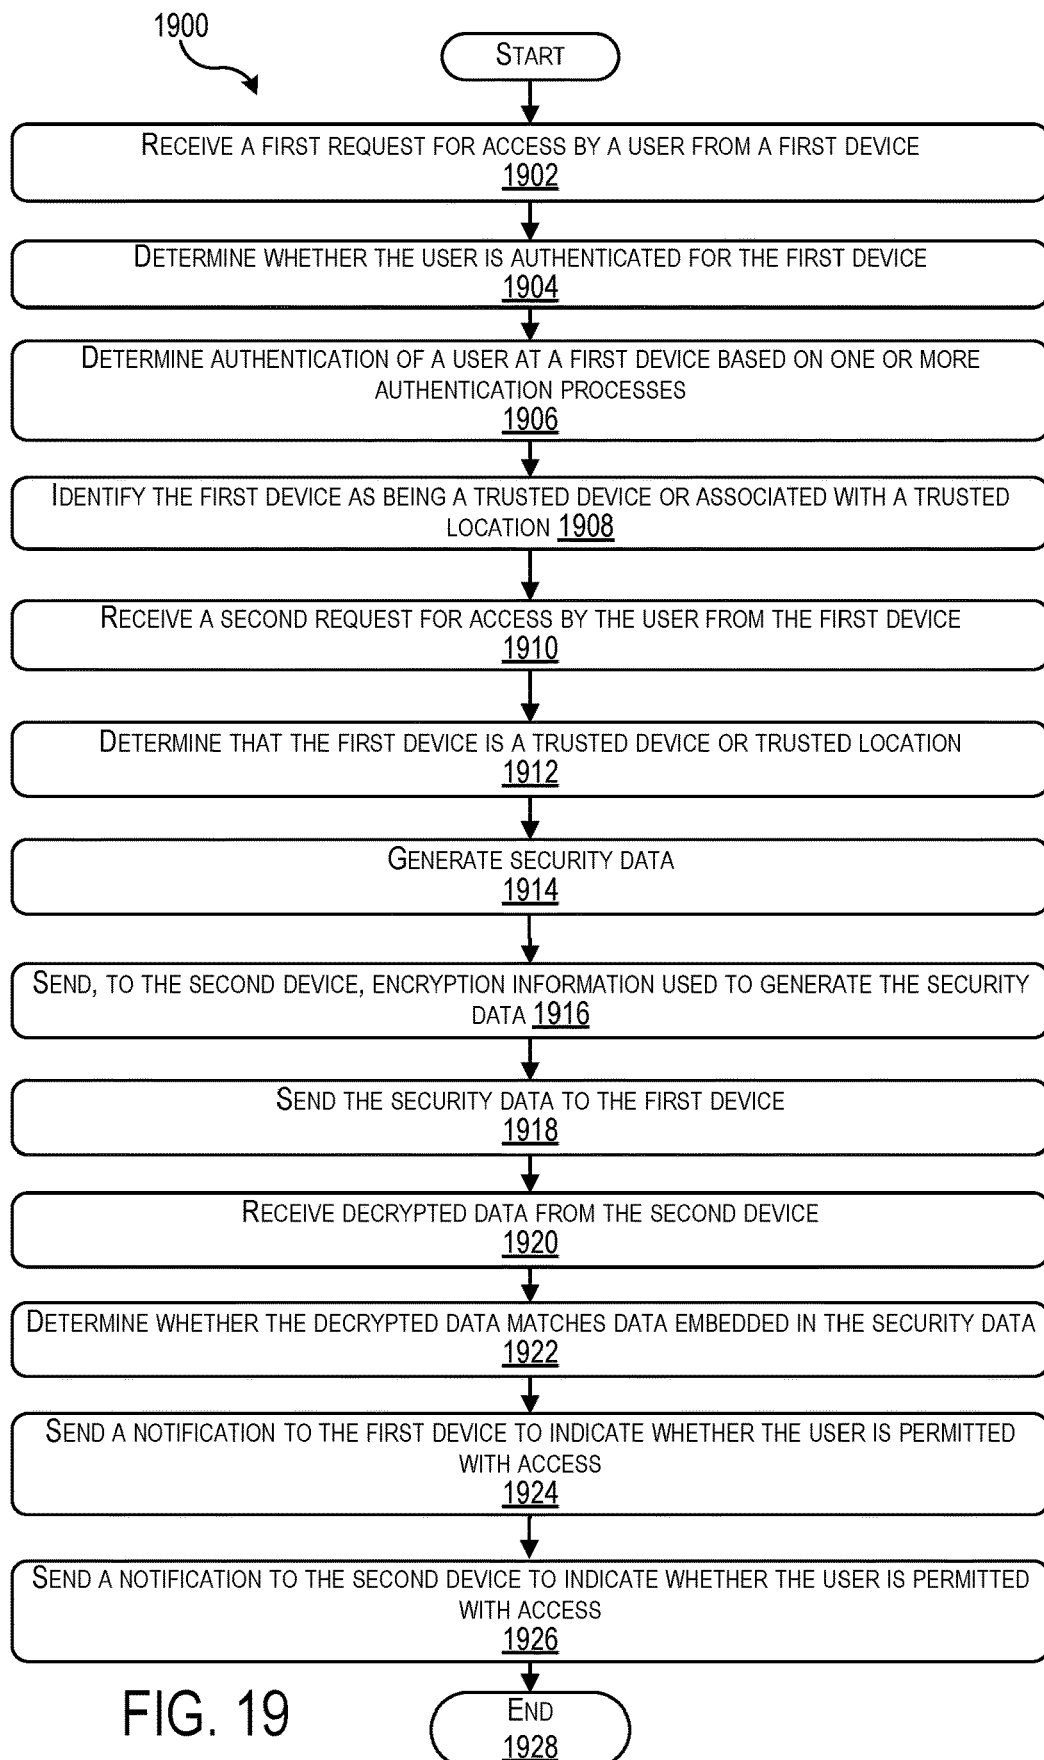 1900
START
RECEIVE A FIRST REQUEST FOR ACCESS BY A USER FROM A FIRST DEVICE
1902
DETERMINE WHETHER THE USER IS AUTHENTICATED FOR THE FIRST DEVICE
1904
DETERMINE AUTHENTICATION OF A USER AT A FIRST DEVICE BASED ON ONE OR MORE
AUTHENTICATION PROCESSES
1906
IDENTIFY THE FIRST DEVICE AS BEING A TRUSTED DEVICE OR ASSOCIATED WITH A TRUSTED
LOCATION 1908
RECEIVE A SECOND REQUEST FOR ACCESS BY THE USER FROM THE FIRST DEVICE
1910
DETERMINE THAT THE FIRST DEVICE IS A TRUSTED DEVICE OR TRUSTED LOCATION
1912
GENERATE SECURITY DATA
1914
SEND, TO THE SECOND DEVICE, ENCRYPTION INFORMATION USED TO GENERATE THE SECURITY
DATA 1916
SEND THE SECURITY DATA TO THE FIRST DEVICE
1918
RECEIVE DECRYPTED DATA FROM THE SECOND DEVICE
1920
DETERMINE WHETHER THE DECRYPTED DATA MATCHES DATA EMBEDDED IN THE SECURITY DATA
1922
SEND A NOTIFICATION TO THE FIRST DEVICE TO INDICATE WHETHER THE USER IS PERMITTED
WITH ACCESS
1924
SEND A NOTIFICATION TO THE SECOND DEVICE TO INDICATE WHETHER THE USER IS PERMITTED
WITH ACCESS
1926
END
1928
FIG. 19